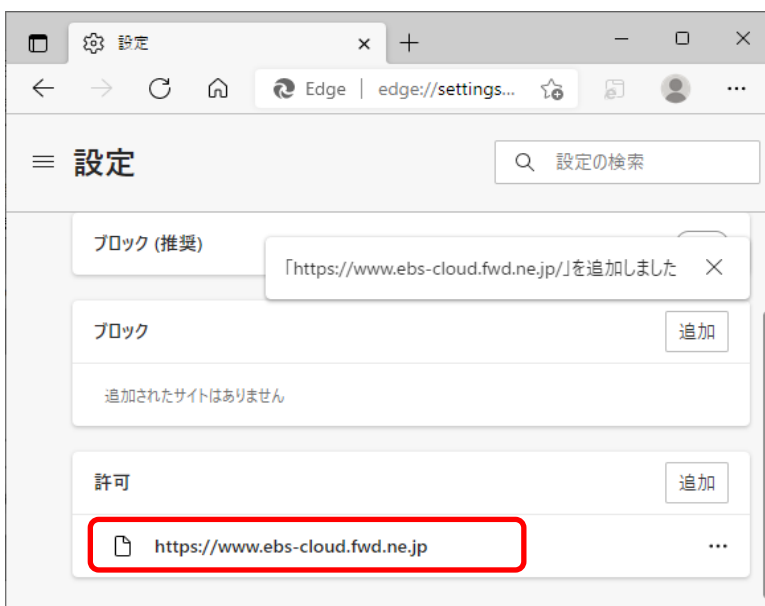 設定
Edge | edge://settings...
設定
設定の検索
ブロック (推奨)
「https://www.ebs-cloud.fwd.ne.jp/」を追加しました
ブロック
追加
追加されたサイトはありません
許可
追加
https://www.ebs-cloud.fwd.ne.jp